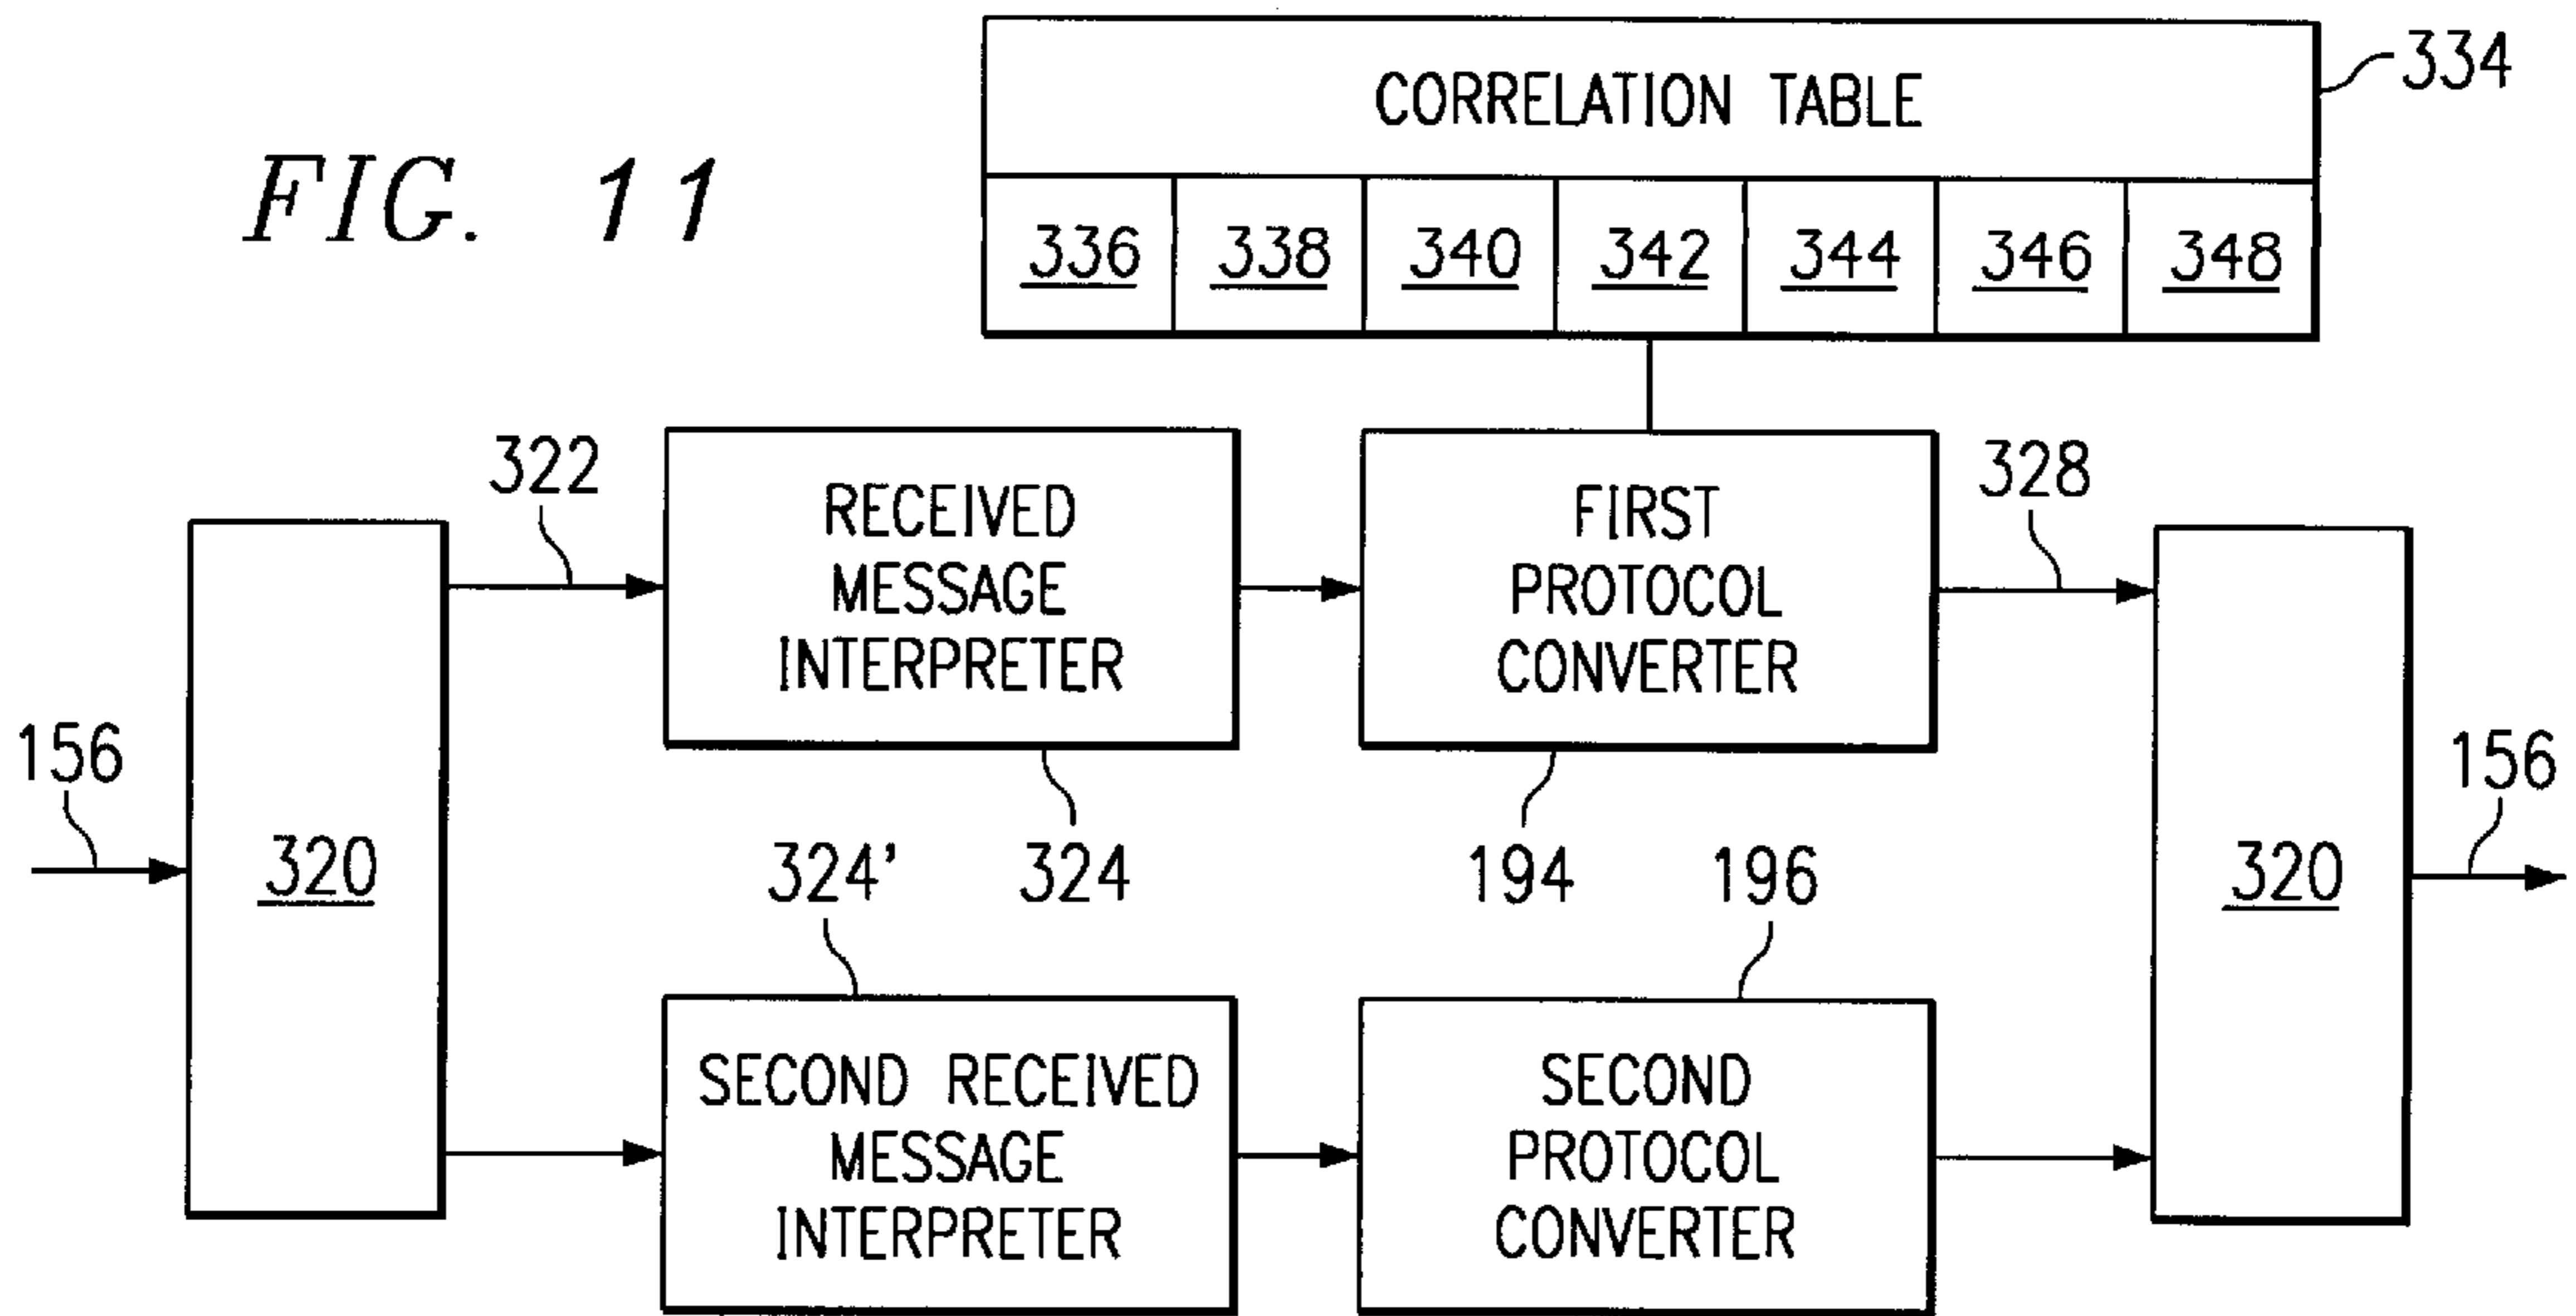 FIG. 11
CORRELATION TABLE
334
336 338 340 342 344 346 348
322
RECEIVED
MESSAGE
INTERPRETER
324
FIRST
PROTOCOL
CONVERTER
194
328
156
320
320
156
324'
SECOND RECEIVED
MESSAGE
INTERPRETER
196
SECOND
PROTOCOL
CONVERTER